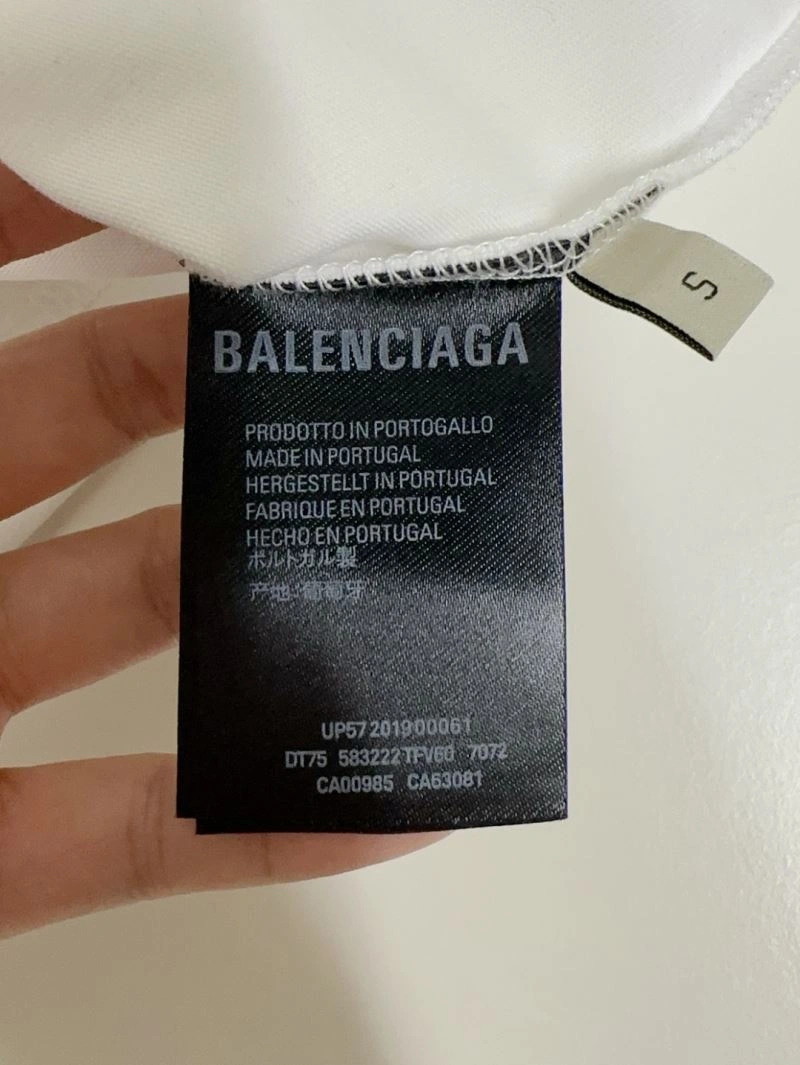 S
BALENCIAGA
PRODOTTO IN PORTOGALLO
MADE IN PORTUGAL
HERGESTELLT IN PORTUGAL
FABRIQUE EN PORTUGAL
HECHO EN PORTUGAL
ポルトガル製
产地:葡萄牙
UP57 201900061
DT75 583222 TFV60 7072
CA00985 CA63081